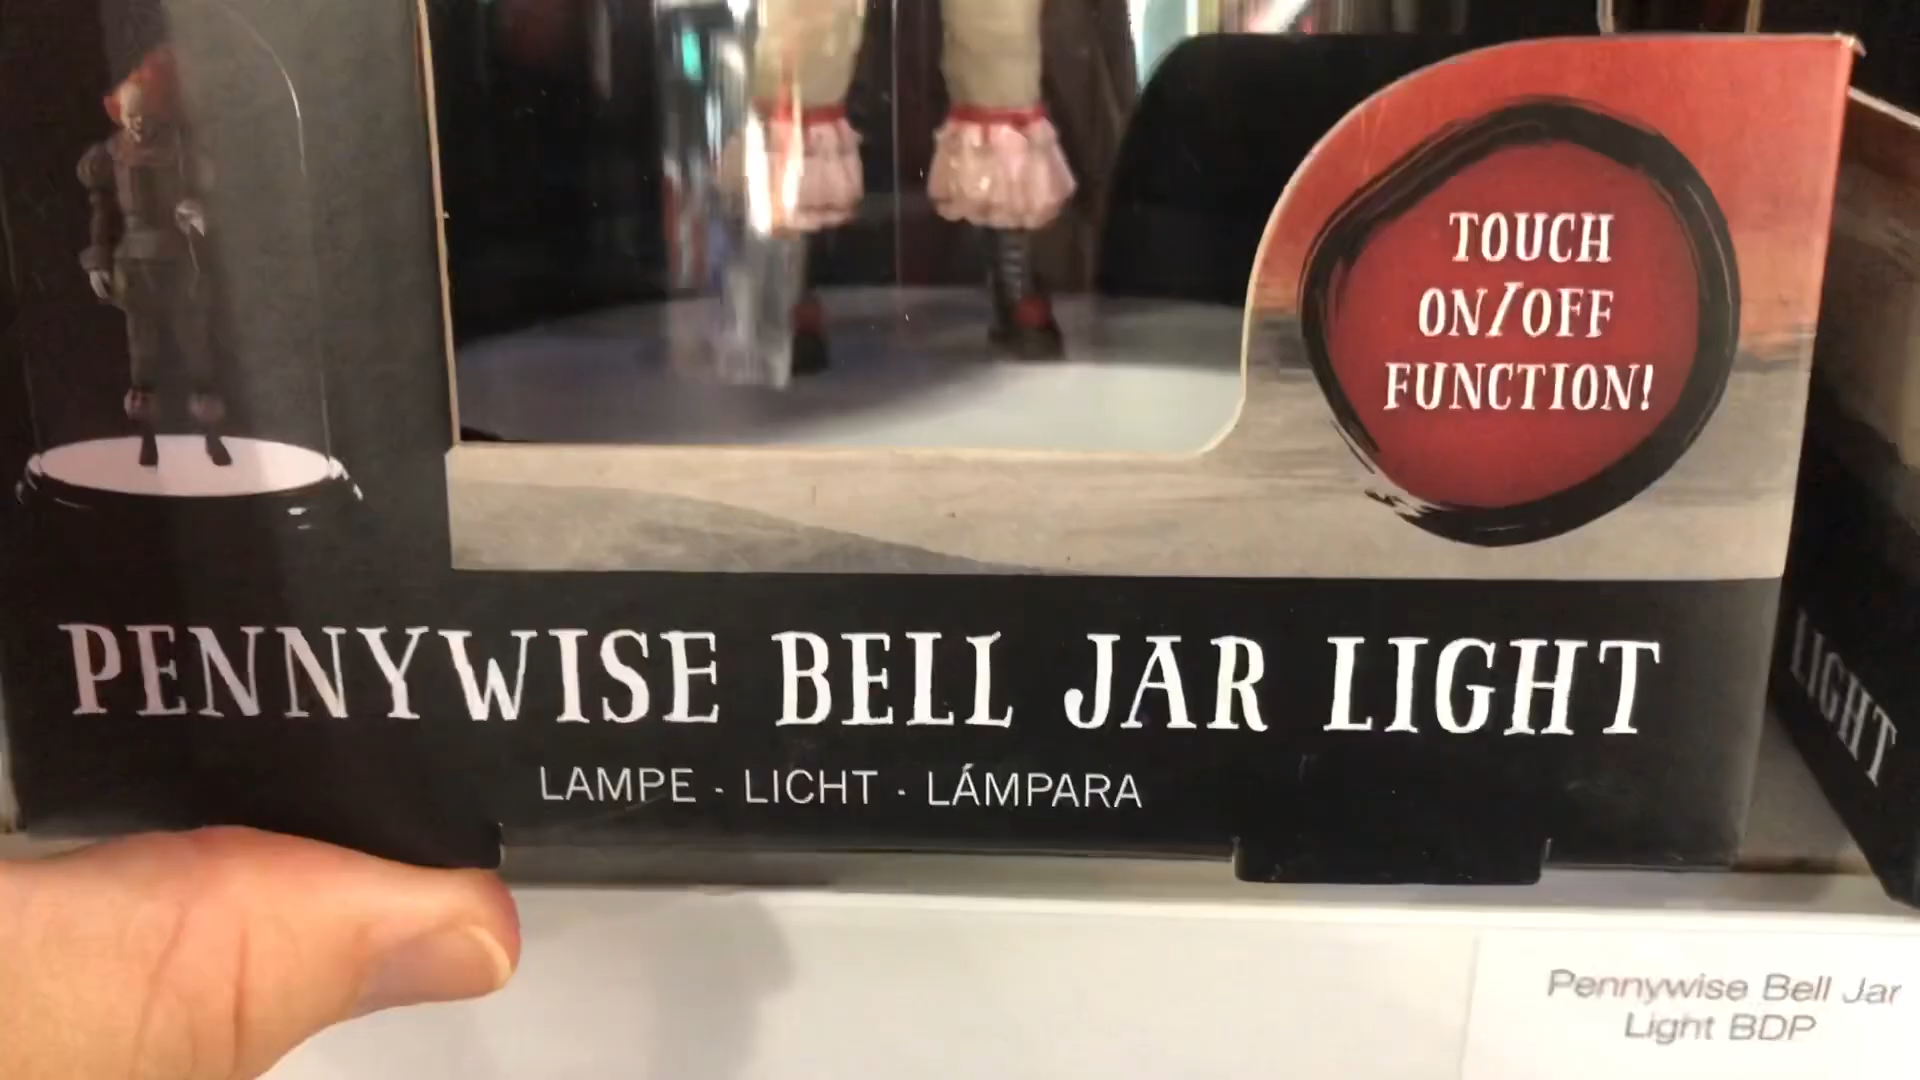 TOUCH
ON/OFF
FUNCTION!
PENNYWISE BELL JAR LIGHT
LAMPE - LICHT - LÁMPARA
LIGHT
Pennywise Bell Jar
Light BDP